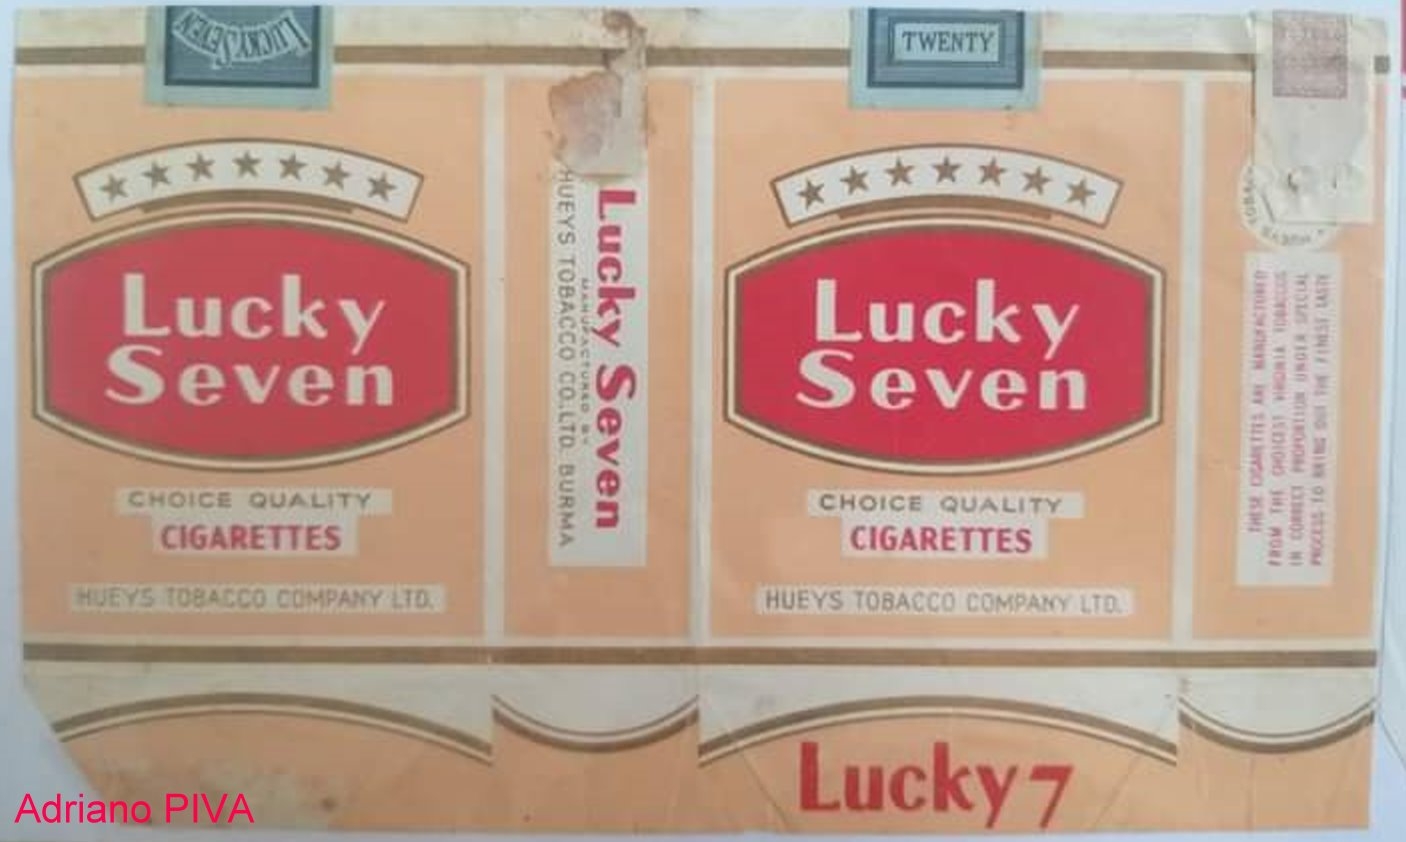 LUCKY SEVEN
TWENTY
Lucky
Seven
CHOICE QUALITY
CIGARETTES
HUEYS TOBACCO COMPANY LTD.
Lucky Seven
MANUFACTURED BY
HUEYS TOBACCO CO. LTD. BURMA
Lucky
Seven
CHOICE QUALITY
CIGARETTES
HUEYS TOBACCO COMPANY LTD.
THESE CIGARETTES ARE MANUFACTURED
FROM THE CHOICEST VIRGINIA TOBACCOS
IN CORRECT PROPORTION UNDER SPECIAL
PROCESS TO BRING OUT THE FINEST TASTE
Lucky 7
Adriano PIVA